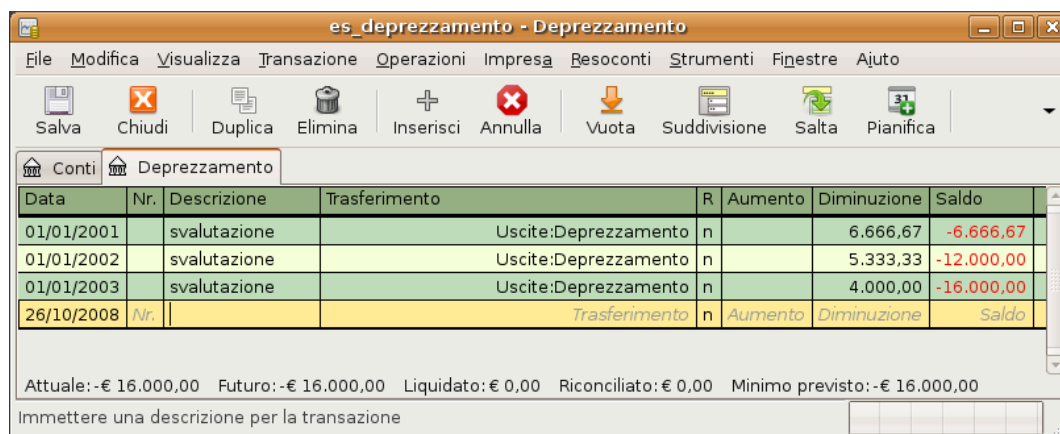 es_deprezzamento - Deprezzamento
File Modifica Visualizza Transazione Operazioni Impresa Resoconti Strumenti Finestre Aiuto
Salva Chiudi Duplica Elimina Inserisci Annulla Vuota Suddivisione Salta Pianifica
Conti Deprezzamento
Data Nr. Descrizione Trasferimento R Aumento Diminuzione Saldo
01/01/2001 svalutazione Uscite:Deprezzamento n 6.666,67 -6.666,67
01/01/2002 svalutazione Uscite:Deprezzamento n 5.333,33 -12.000,00
01/01/2003 svalutazione Uscite:Deprezzamento n 4.000,00 -16.000,00
26/10/2008 Nr. Trasferimento n Aumento Diminuzione Saldo
Attuale:-€ 16.000,00 Futuro:-€ 16.000,00 Liquidato:€ 0,00 Riconciliato:€ 0,00 Minimo previsto:-€ 16.000,00
Immettere una descrizione per la transazione